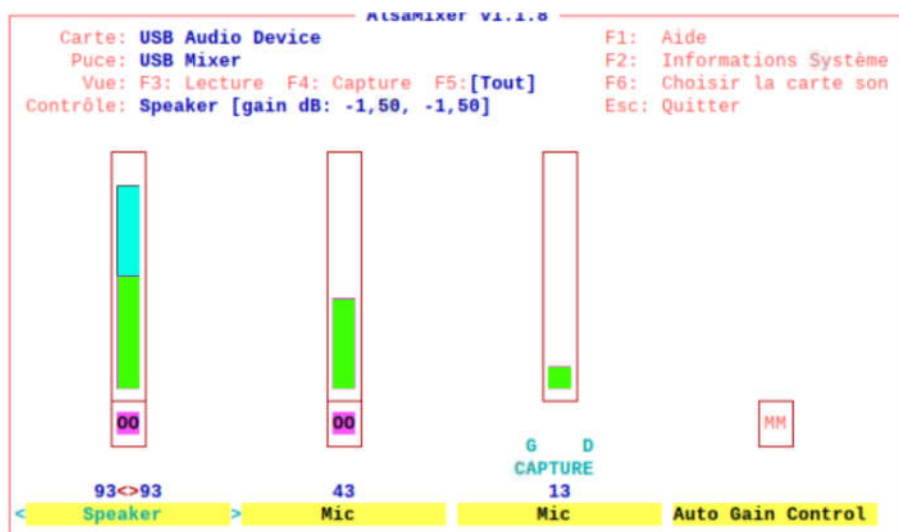 AlsaMixer v1.1.8
Carte: USB Audio Device F1: Aide
Puce: USB Mixer F2: Informations Système
Vue: F3: Lecture F4: Capture F5:[Tout] F6: Choisir la carte son
Contrôle: Speaker [gain dB: -1,50, -1,50] Esc: Quitter
OO OO MM
G D
CAPTURE
93<>93 43 13
< Speaker > Mic Mic Auto Gain Control